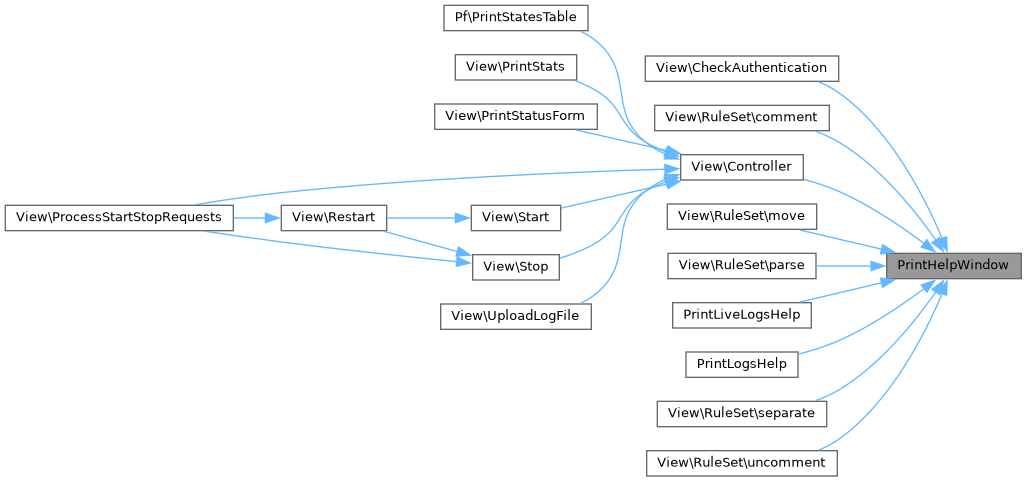 Pf\PrintStatesTable
View\PrintStats
View\CheckAuthentication
View\PrintStatusForm
View\RuleSet\comment
View\Controller
View\ProcessStartStopRequests
View\Restart
View\Start
View\RuleSet\move
View\Stop
View\RuleSet\parse
PrintHelpWindow
View\UploadLogFile
PrintLiveLogsHelp
PrintLogsHelp
View\RuleSet\separate
View\RuleSet\uncomment